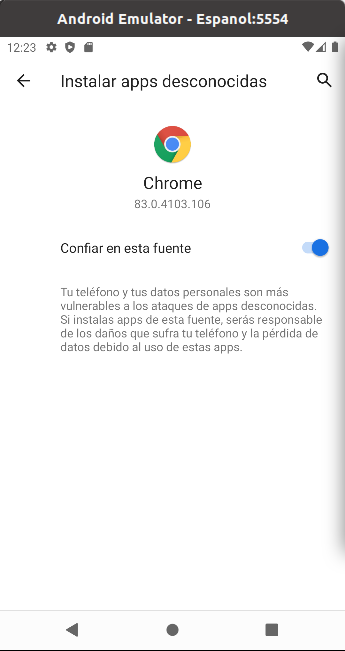 Android Emulator - Espanol:5554
12:23
Instalar apps desconocidas
Chrome
83.0.4103.106
Confiar en esta fuente
Tu teléfono y tus datos personales son más
vulnerables a los ataques de apps desconocidas.
Si instalas apps de esta fuente, serás responsable
de los daños que sufra tu teléfono y la pérdida de
datos debido al uso de estas apps.